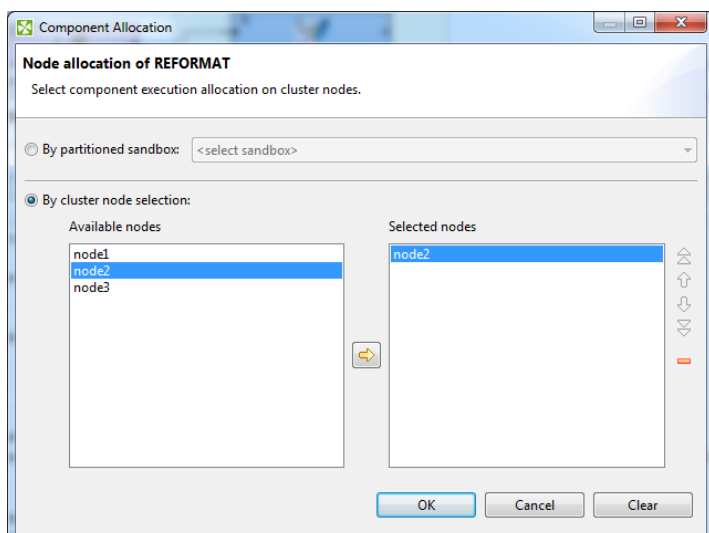 Component Allocation
Node allocation of REFORMAT
Select component execution allocation on cluster nodes.
By partitioned sandbox:
<select sandbox>
By cluster node selection:
Available nodes
Selected nodes
node1
node2
node3
node2
OK
Cancel
Clear